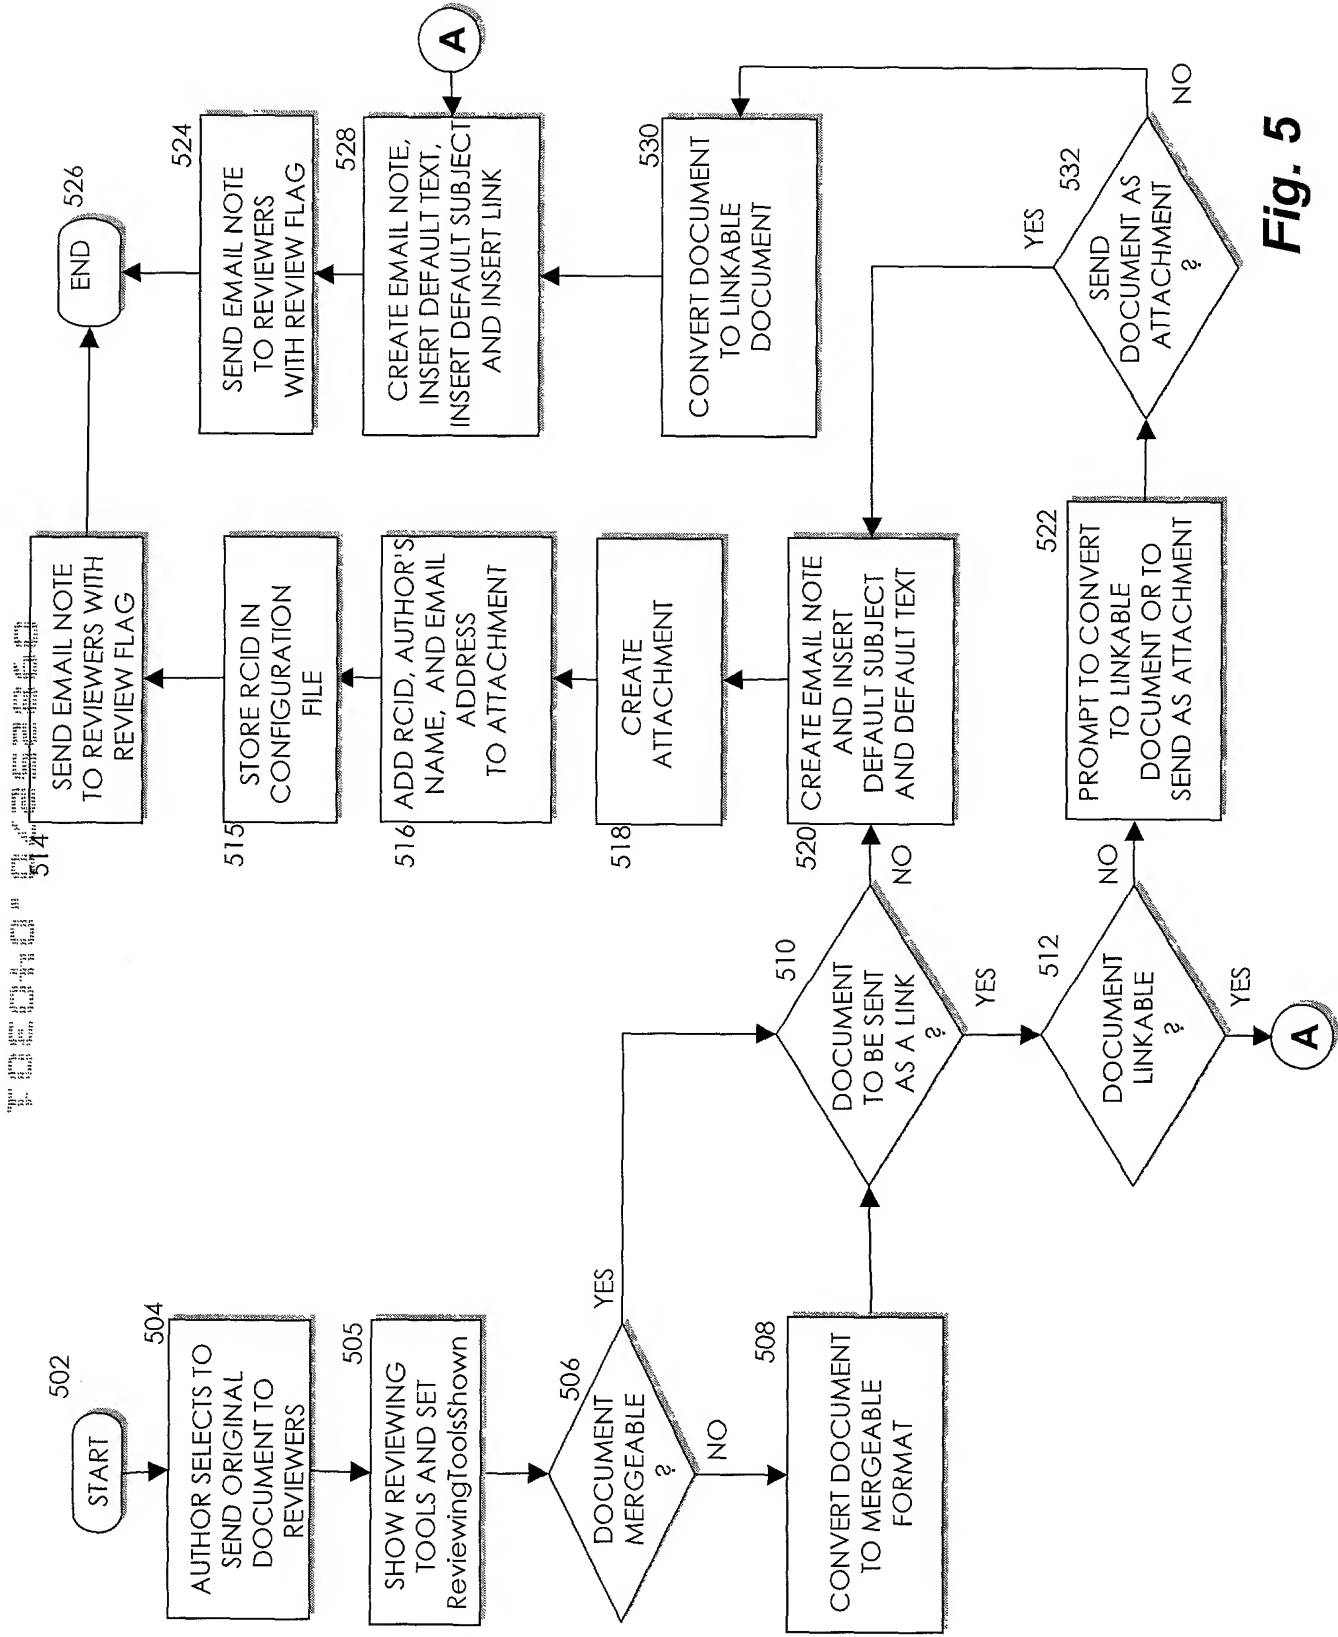 START
502
AUTHOR SELECTS TO
SEND ORIGINAL
DOCUMENT TO
REVIEWERS
504
SHOW REVIEWING
TOOLS AND SET
ReviewingToolsShown
505
DOCUMENT
MERGEABLE
?
506
YES
NO
CONVERT DOCUMENT
TO MERGEABLE
FORMAT
508
DOCUMENT
TO BE SENT
AS A LINK
?
510
NO
YES
DOCUMENT
LINKABLE
?
512
NO
YES
A
SEND EMAIL NOTE
TO REVIEWERS WITH
REVIEW FLAG
514
STORE RCID IN
CONFIGURATION
FILE
515
ADD RCID, AUTHOR'S
NAME, AND EMAIL
ADDRESS
TO ATTACHMENT
516
CREATE
ATTACHMENT
518
CREATE EMAIL NOTE
AND INSERT
DEFAULT SUBJECT
AND DEFAULT TEXT
520
PROMPT TO CONVERT
TO LINKABLE
DOCUMENT OR TO
SEND AS ATTACHMENT
522
END
526
SEND EMAIL NOTE
TO REVIEWERS
WITH REVIEW FLAG
524
CREATE EMAIL NOTE,
INSERT DEFAULT TEXT,
INSERT DEFAULT SUBJECT
AND INSERT LINK
528
A
CONVERT DOCUMENT
TO LINKABLE
DOCUMENT
530
SEND
DOCUMENT AS
ATTACHMENT
?
532
YES
NO
Fig. 5